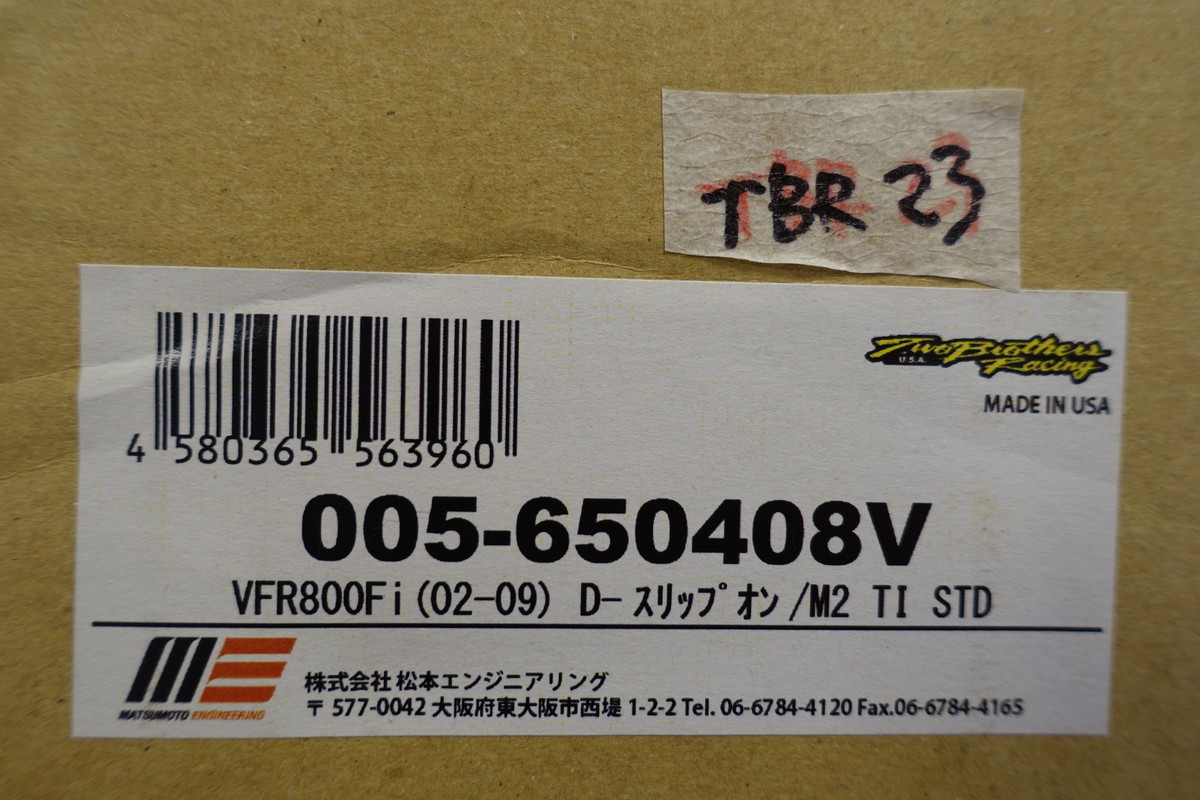 TBR 23
4 580365 563960
Two Brothers
U.S.A. Racing
MADE IN USA
005-650408V
VFR800Fi(02-09) D-スリップオン/M2 TI STD
ME
MATSUMOTO ENGINEERING
株式会社 松本エンジニアリング
〒577-0042 大阪府東大阪市西堤 1-2-2 Tel. 06-6784-4120 Fax.06-6784-4165